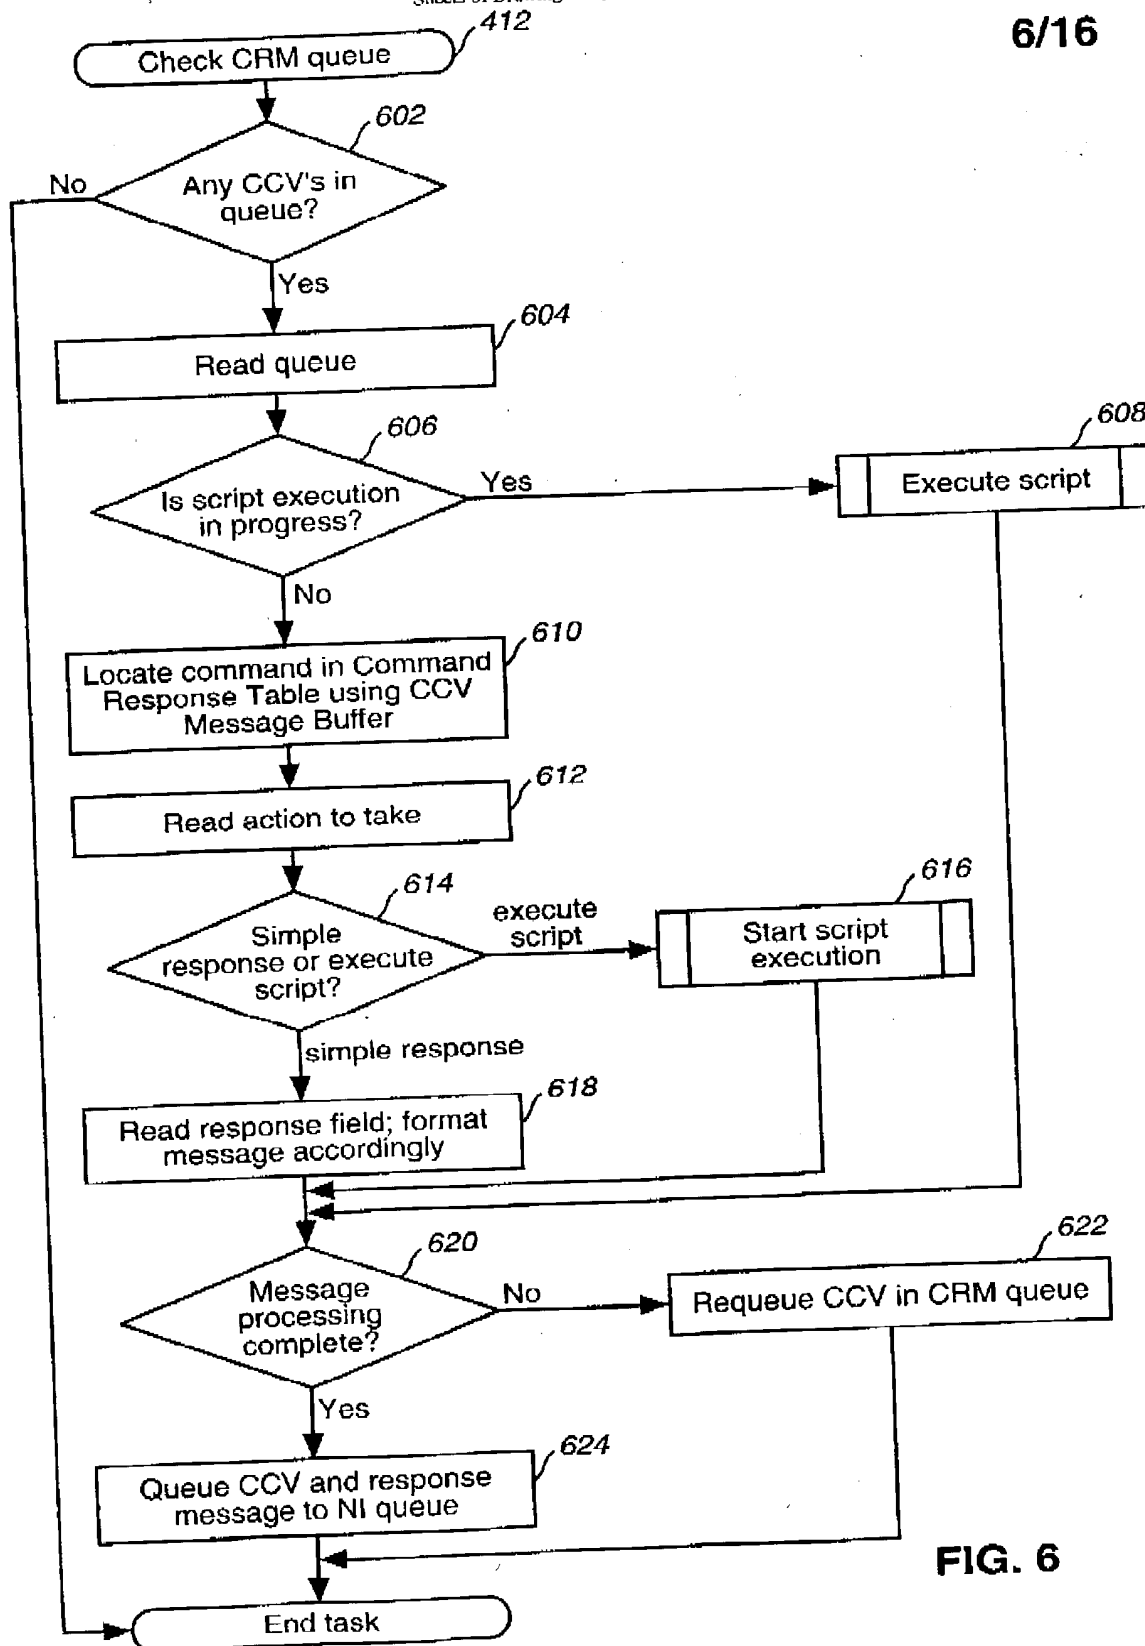 412
6/16
Check CRM queue
602
Any CCV's in
queue?
No
Yes
604
Read queue
606
Is script execution
in progress?
Yes
608
Execute script
No
610
Locate command in Command
Response Table using CCV
Message Buffer
612
Read action to take
614
Simple
response or execute
script?
execute
script
616
Start script
execution
simple response
618
Read response field; format
message accordingly
620
Message
processing
complete?
No
622
Requeue CCV in CRM queue
Yes
624
Queue CCV and response
message to NI queue
FIG. 6
End task